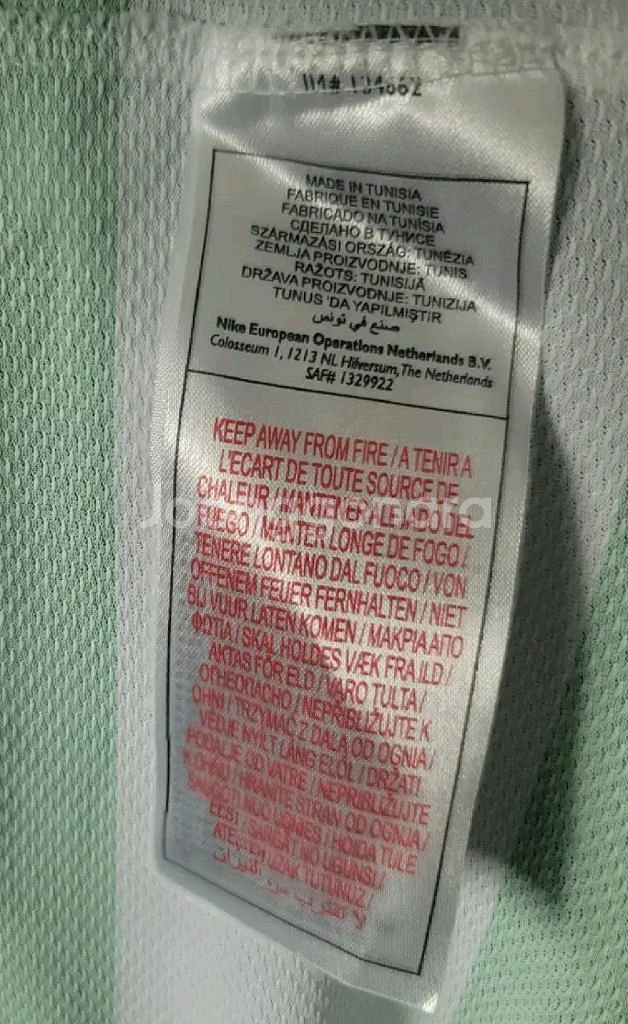 MADE IN TUNISIA
FABRIQUE EN TUNISIE
FABRICADO NA TUNÍSIA
СДЕЛАНО В ТУНИСЕ
SZÁRMAZÁSI ORSZÁG: TUNÉZIA
ZEMLJA PROIZVODNJE: TUNIS
RAŽOTS: TUNISIJĀ
DRŽAVA PROIZVODNJE: TUNIZIJA
TUNUS 'DA YAPILMIŞTIR
صنع في تونس
Nike European Operations Netherlands B.V.
Colosseum 1, 1213 NL Hilversum, The Netherlands
SAF# 1329922
KEEP AWAY FROM FIRE / A TENIR A
L'ECART DE TOUTE SOURCE DE
CHALEUR / MANTENER ALEJADO DEL
FUEGO / MANTER LONGE DE FOGO /
TENERE LONTANO DAL FUOCO / VON
OFFENEM FEUER FERNHALTEN / NIET
BIJ VUUR LATEN KOMEN / ΜΑΚΡΙΑ ΑΠΟ
ΦΩΤΙΑ / SKAL HOLDES VÆK FRA ILD /
AKTAS FÖR ELD / VARO TULTA /
ОГНЕОПАСНО / NEPRIBLIŽUJTE K
OHNI / TRZYMAĆ Z DALA OD OGNIA /
VEDJE NYÍLT LÁNG ELŐL / DRŽATI
PODALJE OD VATRE / NEPRIBLIŽUJTE
K OHŇU / HRANITE STRAN OD OGNJA /
NUO UGNIES / HOIDA TULE
EEST / SARGĀT NO UGUNS /
UZAK TUTUNUZ /